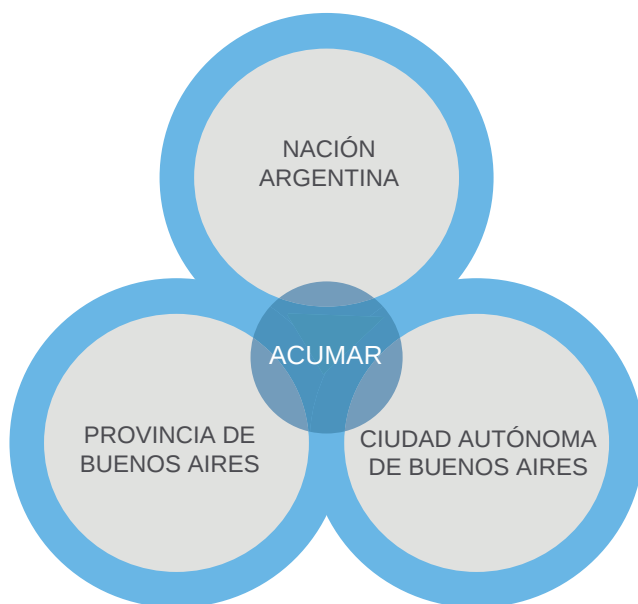 NACIÓN
ARGENTINA
ACUMAR
PROVINCIA DE
BUENOS AIRES
CIUDAD AUTÓNOMA
DE BUENOS AIRES